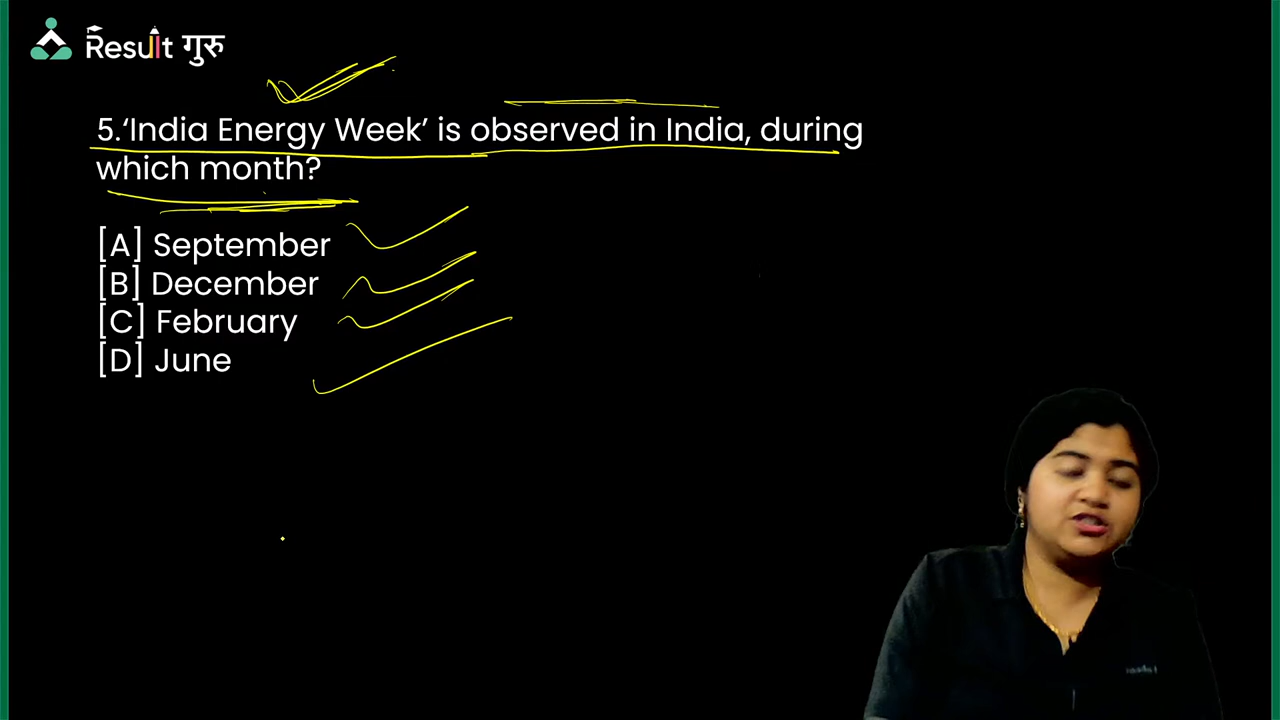 Result गुरु
5.‘India Energy Week’ is observed in India, during
which month?
[A] September
[B] December
[C] February
[D] June